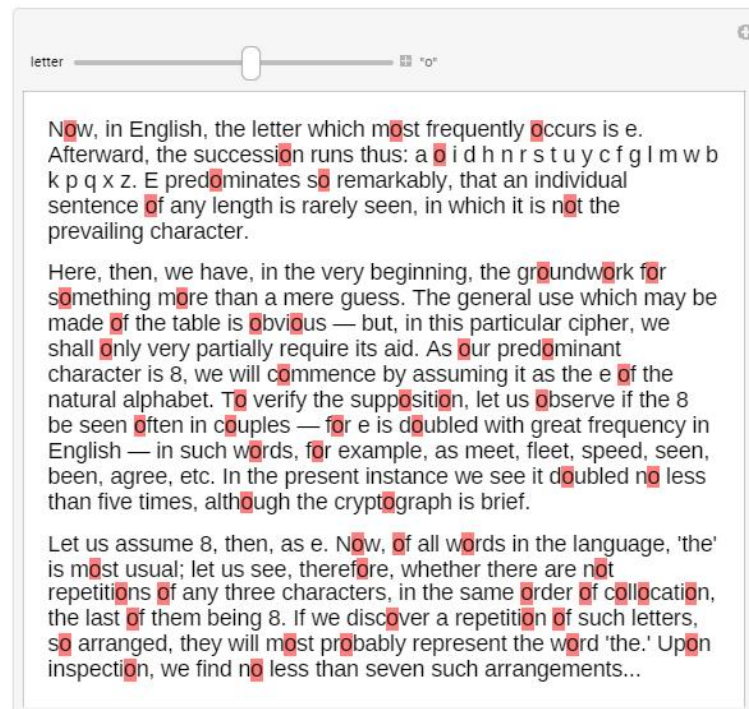 letter "o"
Now, in English, the letter which most frequently occurs is e.
Afterward, the succession runs thus: a o i d h n r s t u y c f g l m w b
k p q x z. E predominates so remarkably, that an individual
sentence of any length is rarely seen, in which it is not the
prevailing character.
Here, then, we have, in the very beginning, the groundwork for
something more than a mere guess. The general use which may be
made of the table is obvious — but, in this particular cipher, we
shall only very partially require its aid. As our predominant
character is 8, we will commence by assuming it as the e of the
natural alphabet. To verify the supposition, let us observe if the 8
be seen often in couples — for e is doubled with great frequency in
English — in such words, for example, as meet, fleet, speed, seen,
been, agree, etc. In the present instance we see it doubled no less
than five times, although the cryptograph is brief.
Let us assume 8, then, as e. Now, of all words in the language, 'the'
is most usual; let us see, therefore, whether there are not
repetitions of any three characters, in the same order of collocation,
the last of them being 8. If we discover a repetition of such letters,
so arranged, they will most probably represent the word 'the.' Upon
inspection, we find no less than seven such arrangements...